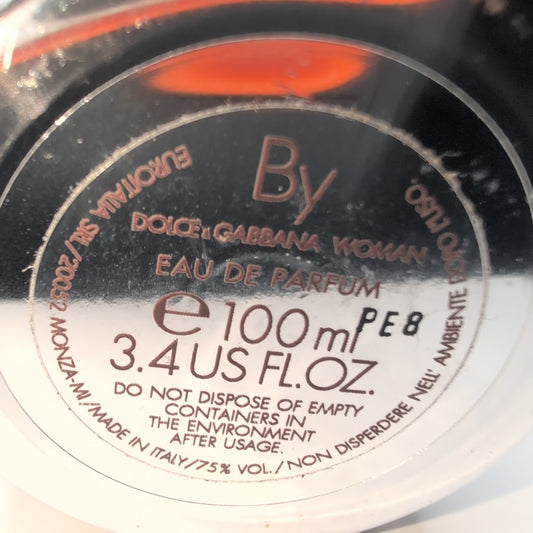 By
DOLCE & GABBANA WOMAN
EAU DE PARFUM
e 100 ml PE8
3.4 US FL.OZ.
DO NOT DISPOSE OF EMPTY
CONTAINERS IN
THE ENVIRONMENT
AFTER USAGE.
EUROITALIA SRL/20052 MONZA-MI/MADE IN ITALY/75% VOL./NON DISPERDERE NELL' AMBIENTE DOPO L'USO.